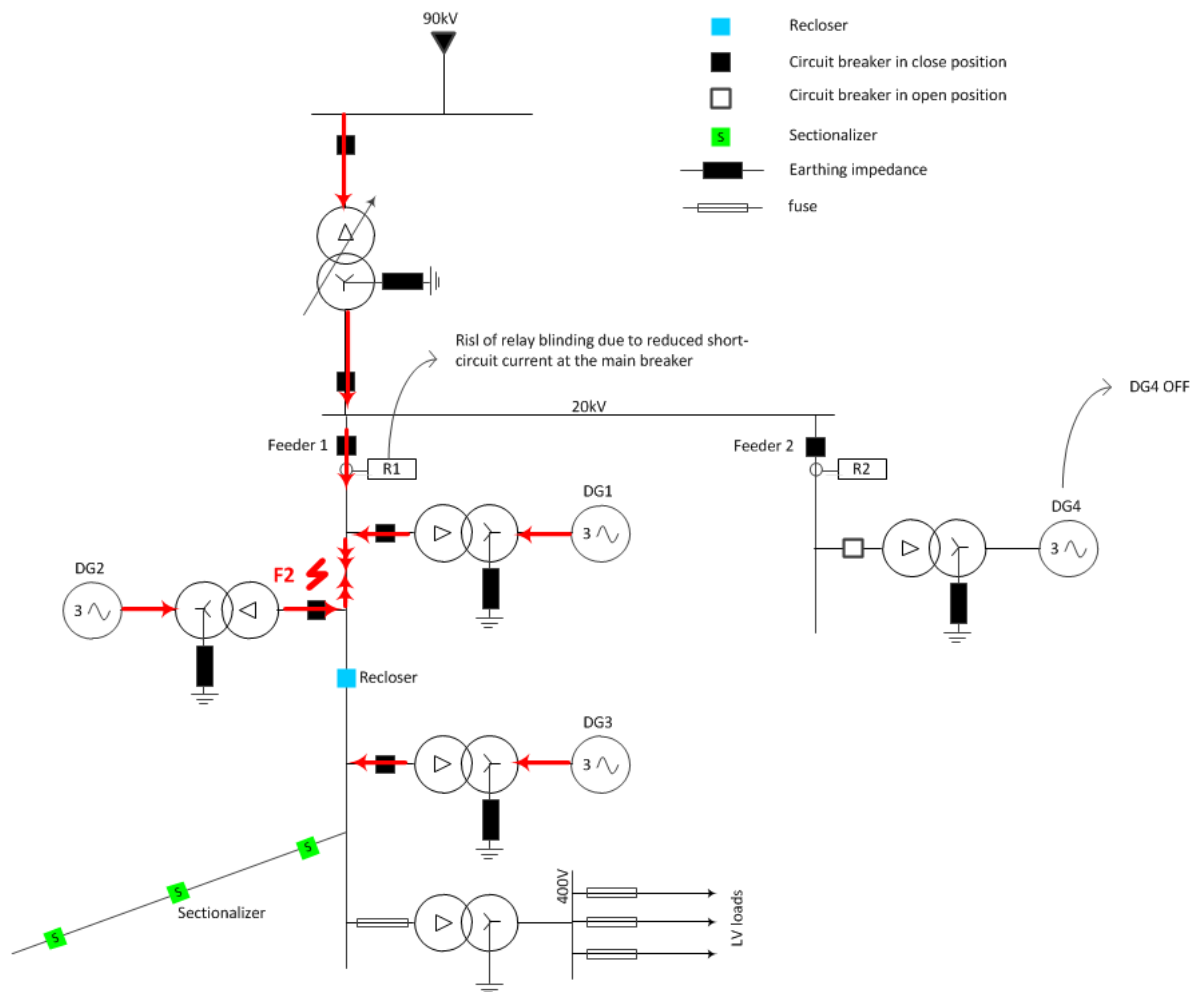 90kV
Recloser
Circuit breaker in close position
Circuit breaker in open position
S
Sectionalizer
Earthing impedance
fuse
Risl of relay blinding due to reduced short-
circuit current at the main breaker
DG4 OFF
20kV
Feeder 1
R1
Feeder 2
R2
DG1
3
DG4
3
F2
DG2
3
Recloser
DG3
3
S
S
Sectionalizer
S
400V
LV loads